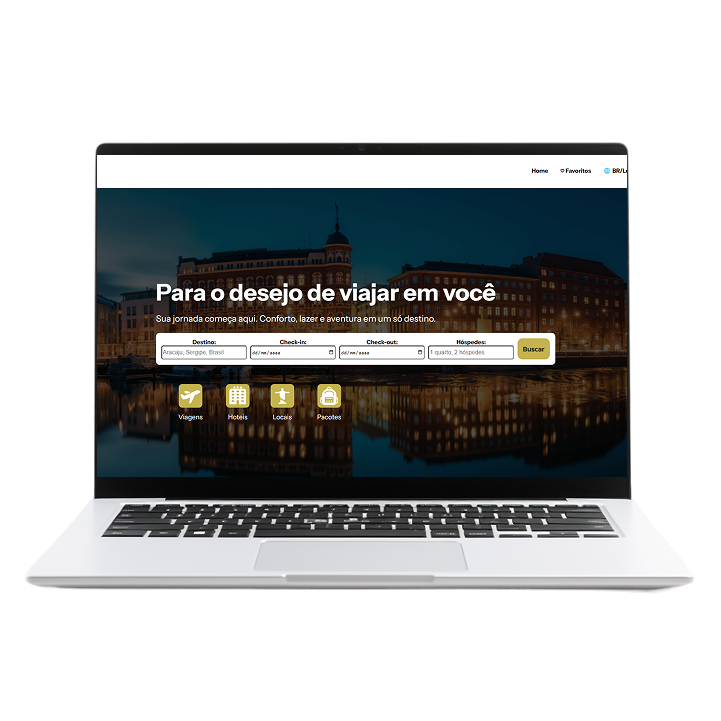 Home ♡ Favoritos 🌐 BR/L
Para o desejo de viajar em você
Sua jornada começa aqui. Conforto, lazer e aventura em um só destino.
Destino: Check-in: Check-out: Hóspedes:
Aracaju, Sergipe, Brasil dd/mm/aaaa dd/mm/aaaa 1 quarto, 2 hóspedes Buscar
Viagens Hoteis Locais Pacotes